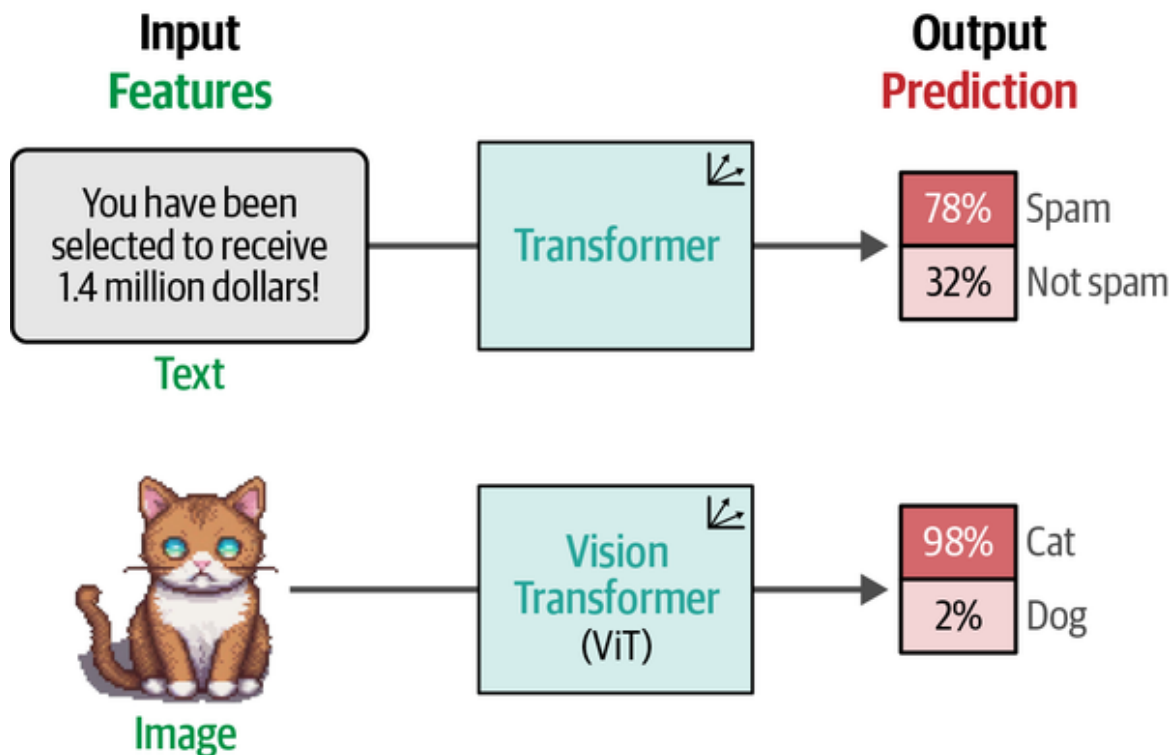 Input
Features
Output
Prediction
You have been
selected to receive
1.4 million dollars!
Text
Transformer
78% Spam
32% Not spam
Vision
Transformer
(ViT)
98% Cat
2% Dog
Image